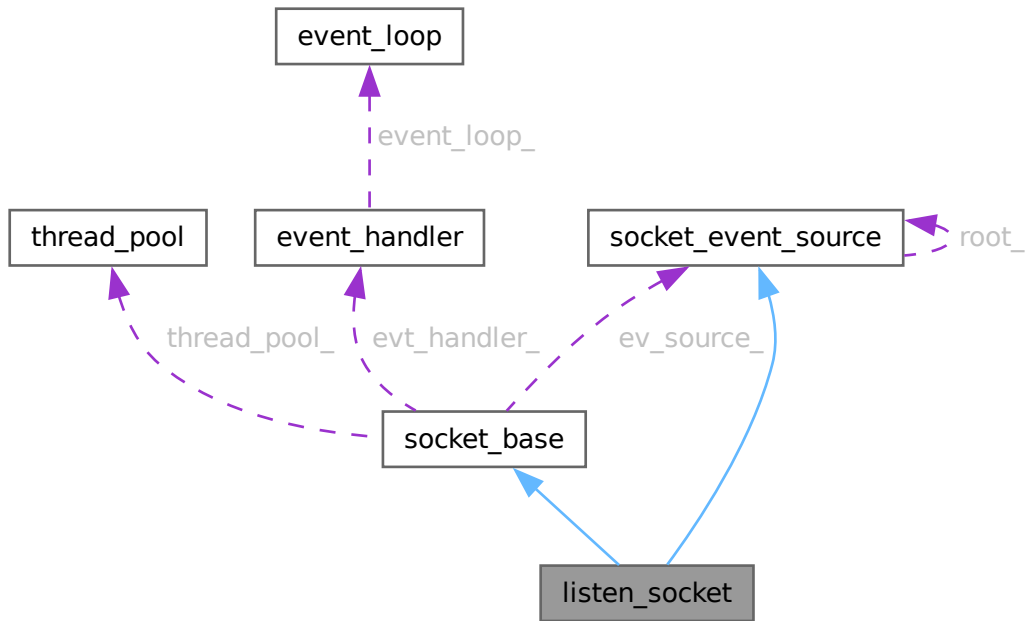 event_loop
event_loop_
thread_pool
event_handler
socket_event_source
root_
thread_pool_
evt_handler_
ev_source_
socket_base
listen_socket